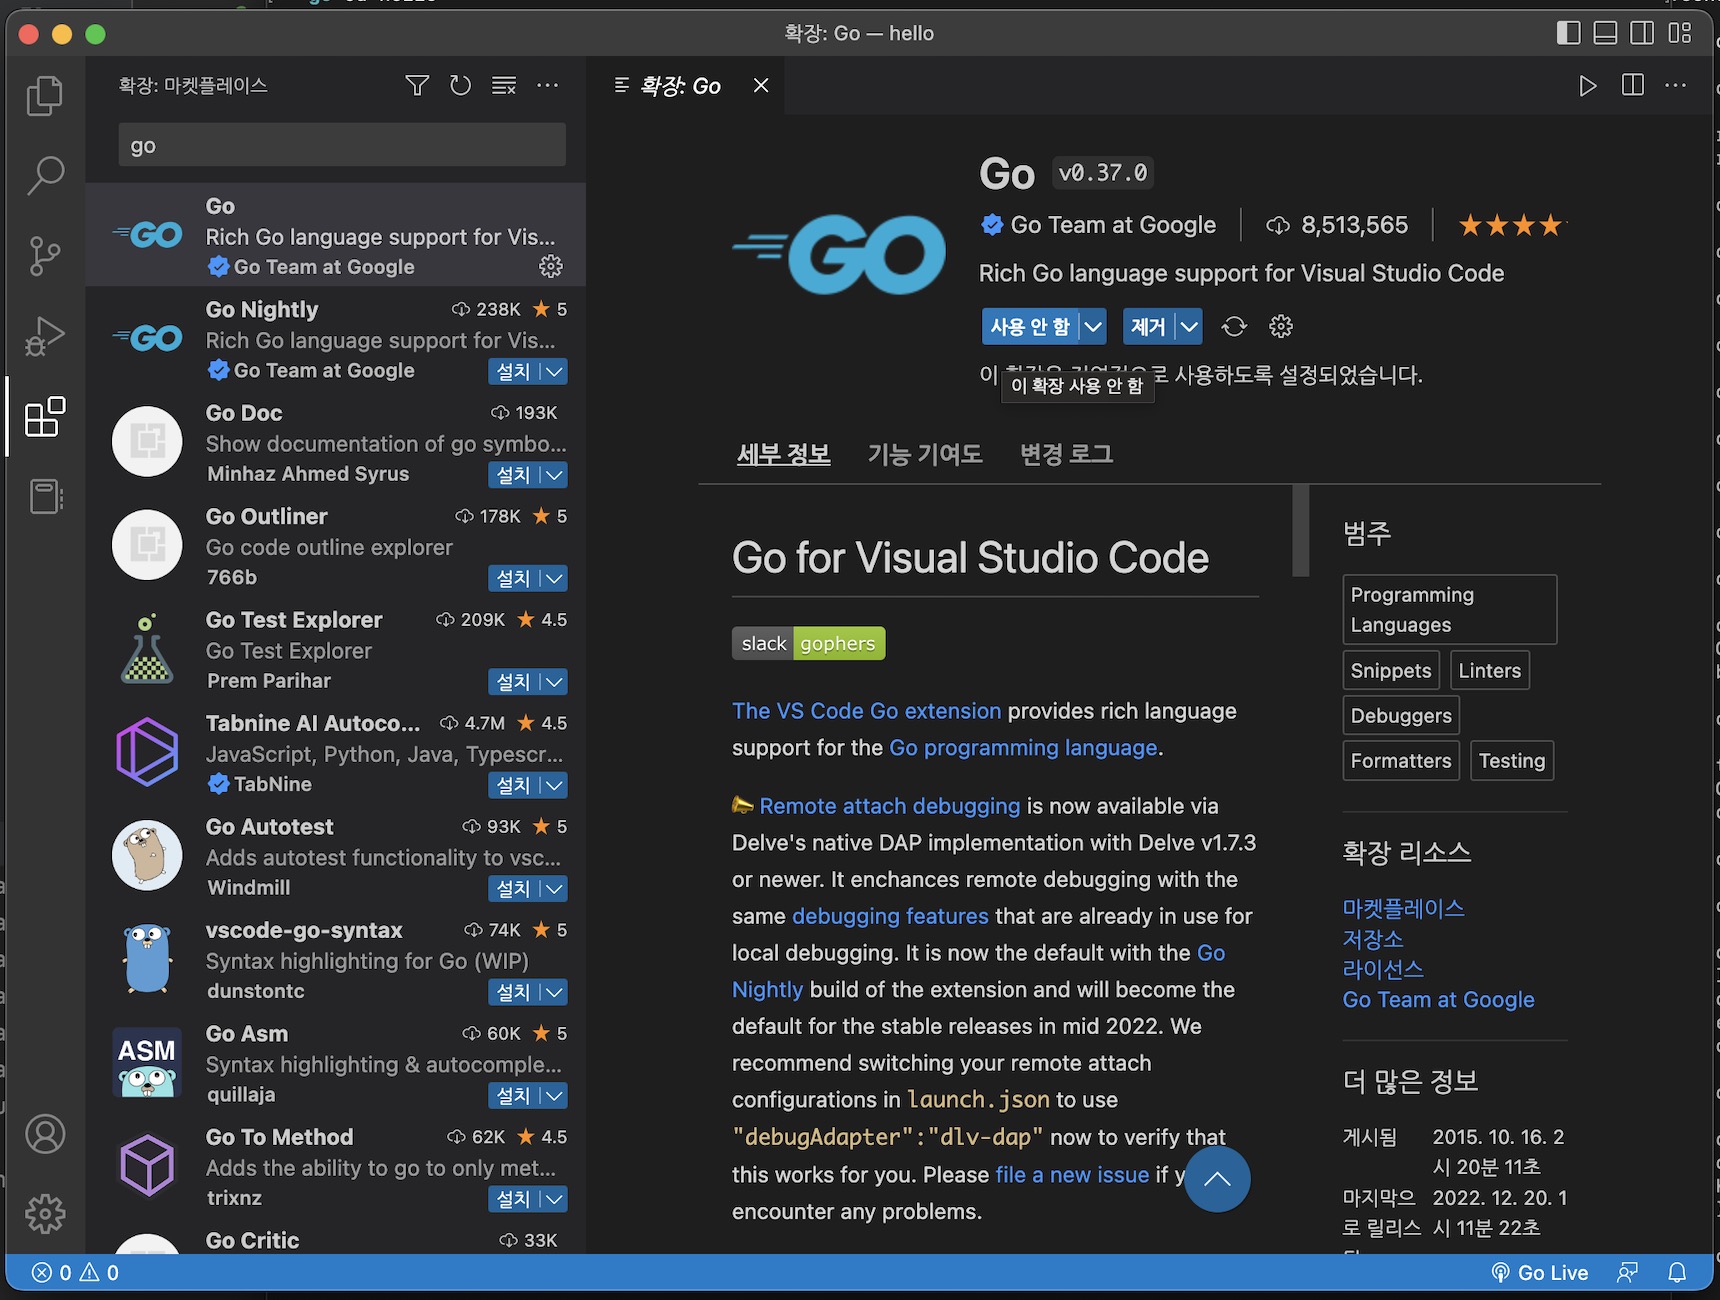 확장: Go — hello
확장: 마켓플레이스
go
Go
Rich Go language support for Vis...
Go Team at Google
Go Nightly 238K ★ 5
Rich Go language support for Vis...
Go Team at Google 설치
Go Doc 193K
Show documentation of go symbo...
Minhaz Ahmed Syrus 설치
Go Outliner 178K ★ 5
Go code outline explorer
766b 설치
Go Test Explorer 209K ★ 4.5
Go Test Explorer
Prem Parihar 설치
Tabnine AI Autoco... 4.7M ★ 4.5
JavaScript, Python, Java, Typescr...
TabNine 설치
Go Autotest 93K ★ 5
Adds autotest functionality to vsc...
Windmill 설치
vscode-go-syntax 74K ★ 5
Syntax highlighting for Go (WIP)
dunstontc 설치
ASM
Go Asm 60K ★ 5
Syntax highlighting & autocomple...
quillaja 설치
Go To Method 62K ★ 4.5
Adds the ability to go to only met...
trixnz 설치
Go Critic 33K
확장: Go
GO
Go v0.37.0
Go Team at Google 8,513,565 ★★★★
Rich Go language support for Visual Studio Code
사용 안 함 제거
이 사용하도록 설정되었습니다.
이 확장 사용 안 함
세부 정보 기능 기여도 변경 로그
Go for Visual Studio Code
slack gophers
The VS Code Go extension provides rich language
support for the Go programming language.
📣 Remote attach debugging is now available via
Delve's native DAP implementation with Delve v1.7.3
or newer. It enchances remote debugging with the
same debugging features that are already in use for
local debugging. It is now the default with the Go
Nightly build of the extension and will become the
default for the stable releases in mid 2022. We
recommend switching your remote attach
configurations in launch.json to use
"debugAdapter":"dlv-dap" now to verify that
this works for you. Please file a new issue if
encounter any problems.
범주
Programming
Languages
Snippets Linters
Debuggers
Formatters Testing
확장 리소스
마켓플레이스
저장소
라이선스
Go Team at Google
더 많은 정보
게시됨 2015. 10. 16. 2
시 20분 11초
마지막으 2022. 12. 20. 1
로 릴리스 시 11분 22초
0 0
Go Live